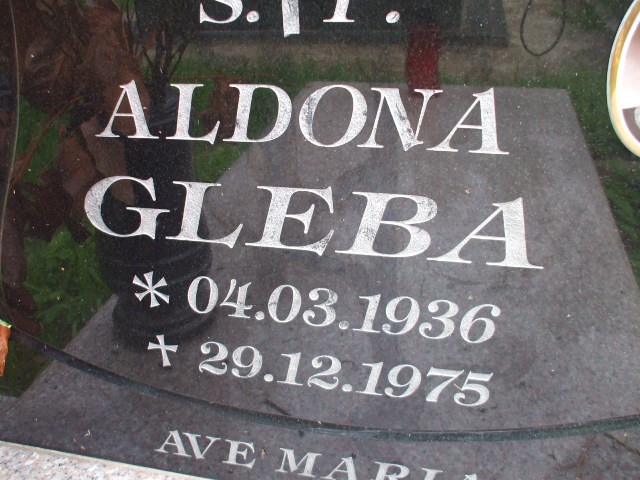 Ś.†P.
ALDONA
GLEBA
* 04.03.1936
† 29.12.1975
AVE MARIA